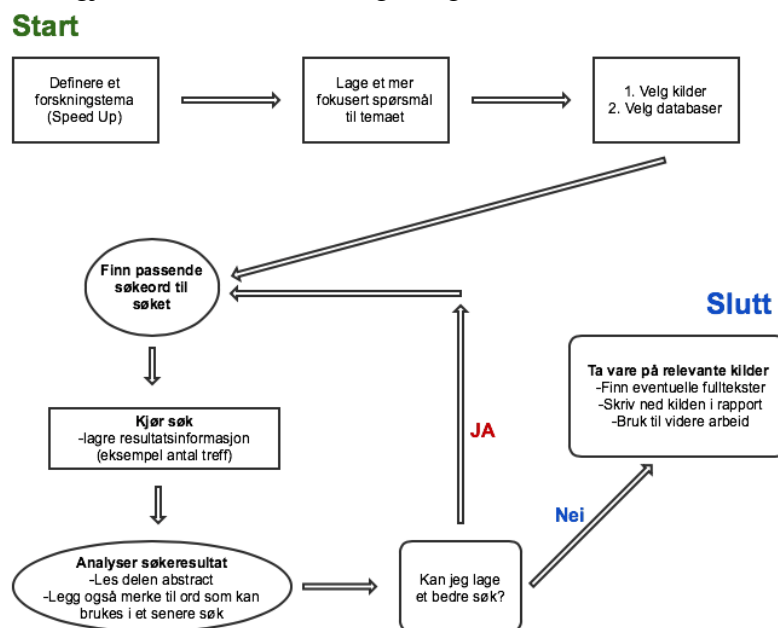 Start
Definere et
forskningstema
(Speed Up)
Lage et mer
fokusert spørsmål
til temaet
1. Velg kilder
2. Velg databaser
Finn passende
søkeord til
søket
Slutt
Ta vare på relevante kilder
-Finn eventuelle fulltekster
-Skriv ned kilden i rapport
-Bruk til videre arbeid
Kjør søk
-lagre resultatsinformasjon
(eksempel antal treff)
JA
Nei
Analyser søkeresultat
-Les delen abstract
-Legg også merke til ord som kan
brukes i et senere søk
Kan jeg lage
et bedre søk?